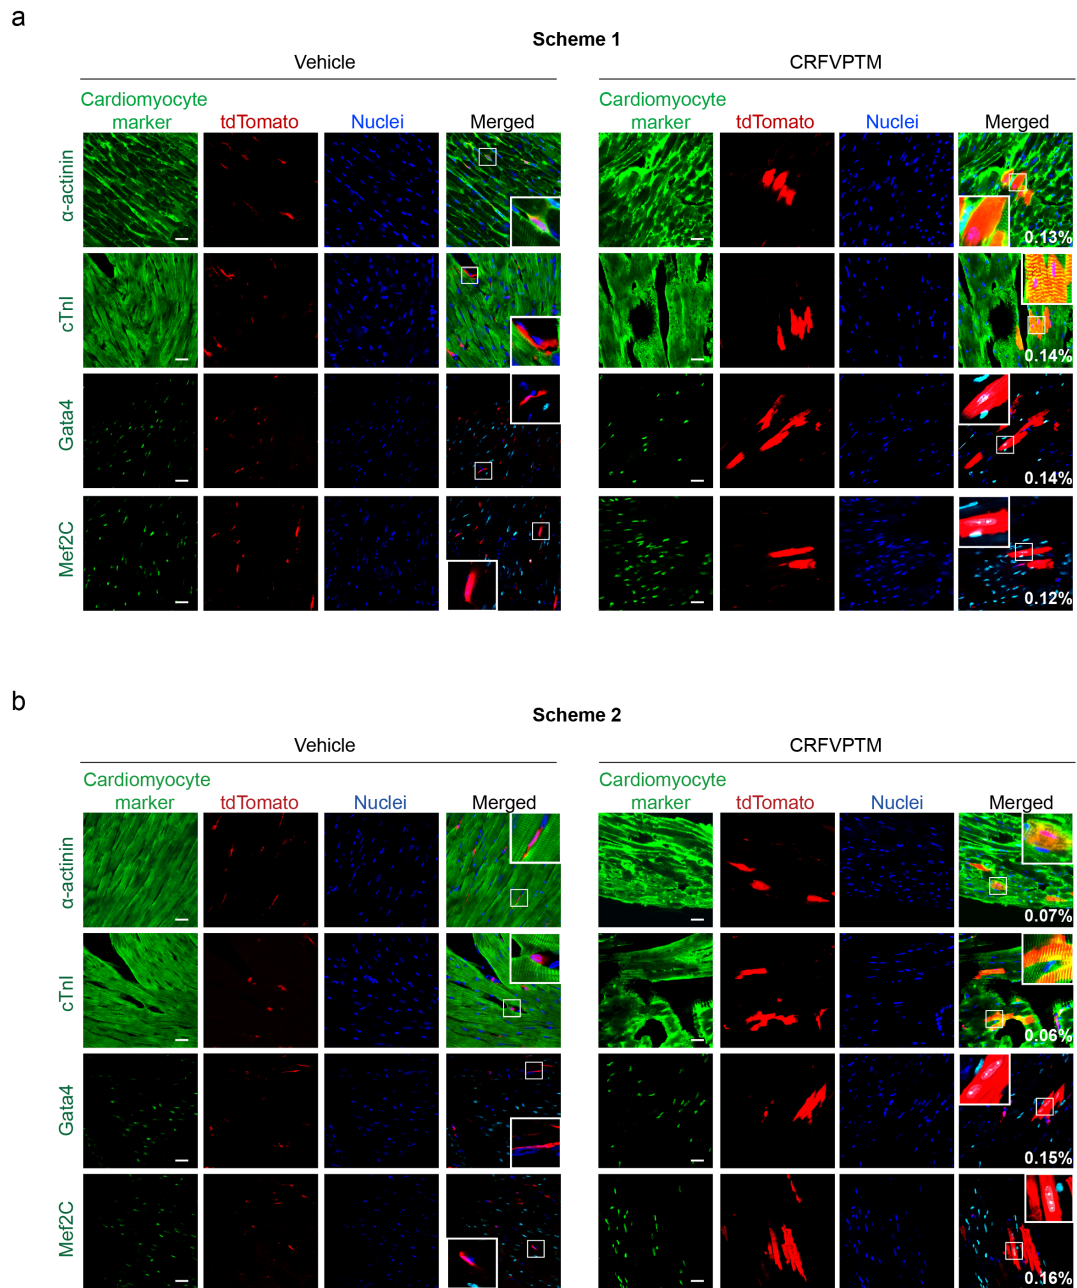 a
Scheme 1
Vehicle
CRFVPTM
Cardiomyocyte
marker
tdTomato
Nuclei
Merged
Cardiomyocyte
marker
tdTomato
Nuclei
Merged
α-actinin
0.13%
cTnI
0.14%
Gata4
0.14%
Mef2C
0.12%
b
Scheme 2
Vehicle
CRFVPTM
Cardiomyocyte
marker
tdTomato
Nuclei
Merged
Cardiomyocyte
marker
tdTomato
Nuclei
Merged
α-actinin
0.07%
cTnI
0.06%
Gata4
0.15%
Mef2C
0.16%